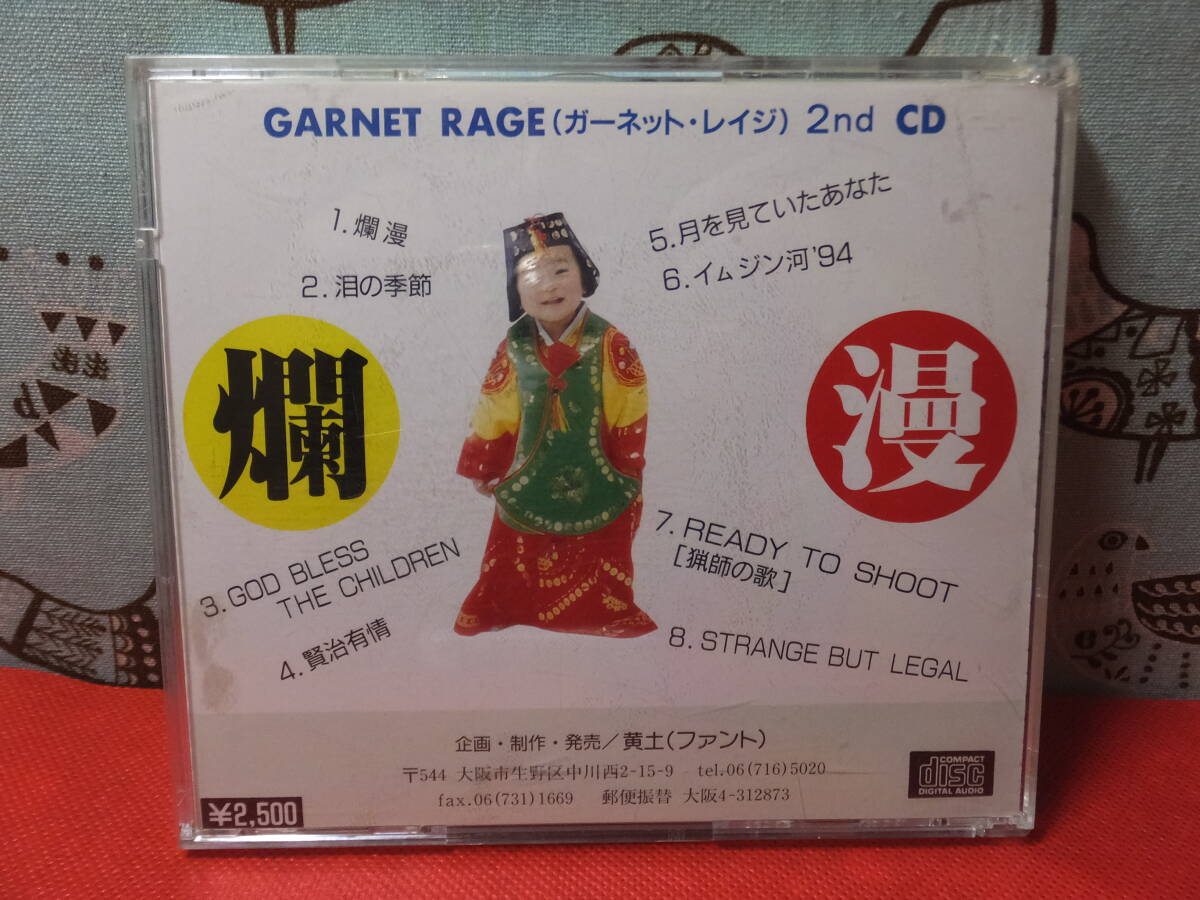 GARNET RAGE(ガーネット・レイジ) 2nd CD
1.爛漫
2.泪の季節
爛
3.GOD BLESS
THE CHILDREN
4.賢治有情
5.月を見ていたあなた
6.イムジン河'94
漫
7.READY TO SHOOT
[猟師の歌]
8.STRANGE BUT LEGAL
企画・制作・発売/黄土(ファント)
〒544 大阪市生野区中川西2-15-9 tel.06(716)5020
fax.06(731)1669 郵便振替 大阪4-312873
¥2,500
COMPACT
disc
DIGITAL AUDIO